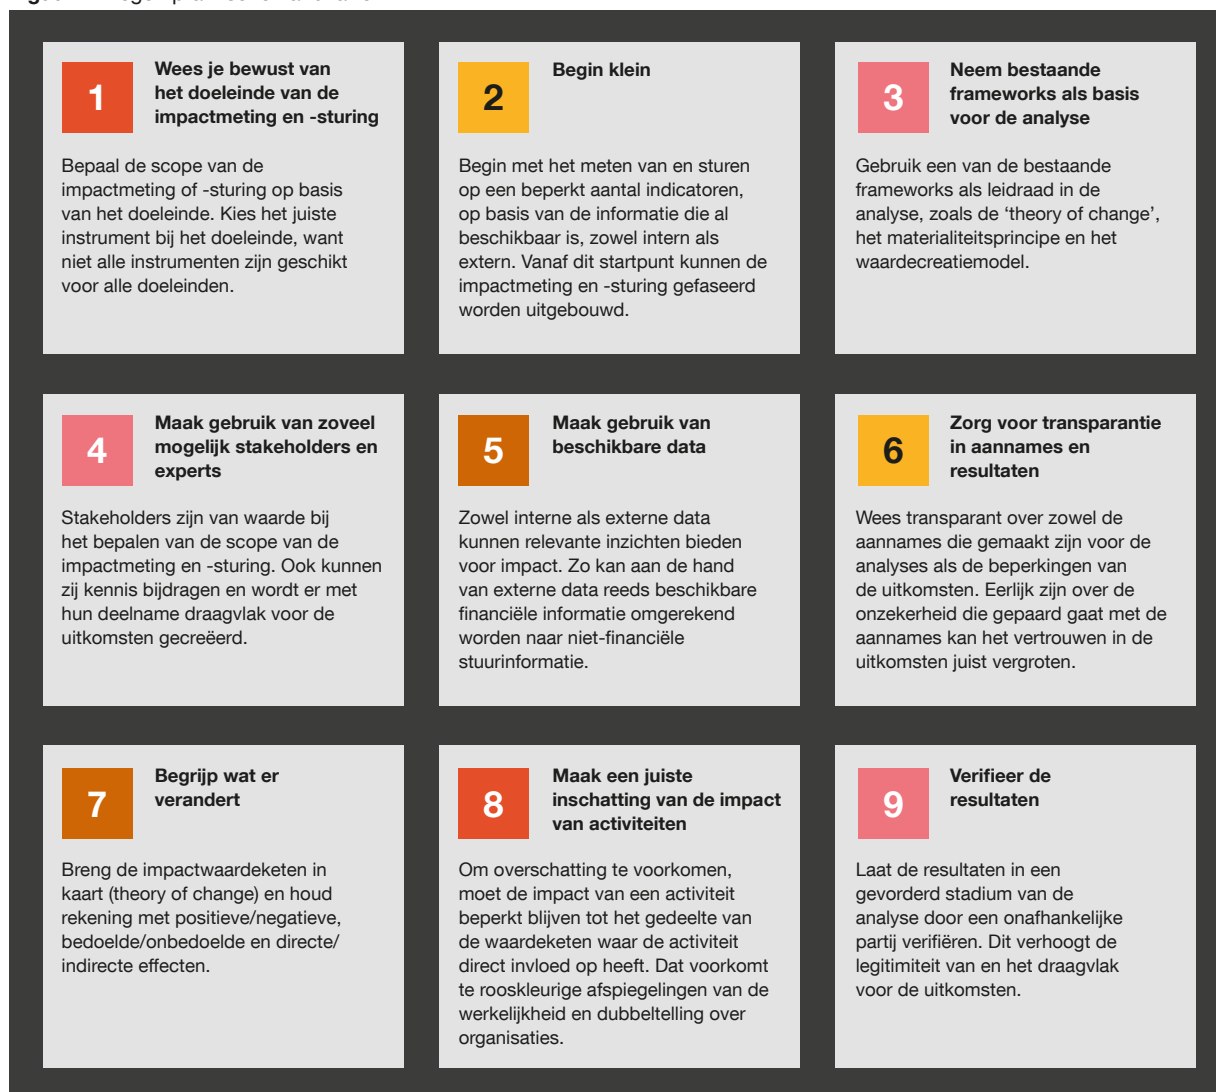 1
Wees je bewust van
het doeleinde van de
impactmeting en -sturing
Bepaal de scope van de
impactmeting of -sturing op basis
van het doeleinde. Kies het juiste
instrument bij het doeleinde, want
niet alle instrumenten zijn geschikt
voor alle doeleinden.
2
Begin klein
Begin met het meten van en sturen
op een beperkt aantal indicatoren,
op basis van de informatie die al
beschikbaar is, zowel intern als
extern. Vanaf dit startpunt kunnen de
impactmeting en -sturing gefaseerd
worden uitgebouwd.
3
Neem bestaande
frameworks als basis
voor de analyse
Gebruik een van de bestaande
frameworks als leidraad in de
analyse, zoals de ‘theory of change’,
het materialiteitsprincipe en het
waardecreatiemodel.
4
Maak gebruik van zoveel
mogelijk stakeholders en
experts
Stakeholders zijn van waarde bij
het bepalen van de scope van de
impactmeting en -sturing. Ook kunnen
zij kennis bijdragen en wordt er met
hun deelname draagvlak voor de
uitkomsten gecreëerd.
5
Maak gebruik van
beschikbare data
Zowel interne als externe data
kunnen relevante inzichten bieden
voor impact. Zo kan aan de hand
van externe data reeds beschikbare
financiële informatie omgerekend
worden naar niet-financiële
stuurinformatie.
6
Zorg voor transparantie
in aannames en
resultaten
Wees transparant over zowel de
aannames die gemaakt zijn voor de
analyses als de beperkingen van
de uitkomsten. Eerlijk zijn over de
onzekerheid die gepaard gaat met de
aannames kan het vertrouwen in de
uitkomsten juist vergroten.
7
Begrijp wat er
verandert
Breng de impactwaardeketen in
kaart (theory of change) en houd
rekening met positieve/negatieve,
bedoelde/onbedoelde en directe/
indirecte effecten.
8
Maak een juiste
inschatting van de impact
van activiteiten
Om overschatting te voorkomen,
moet de impact van een activiteit
beperkt blijven tot het gedeelte van
de waardeketen waar de activiteit
direct invloed op heeft. Dat voorkomt
te rooskleurige afspiegelingen van de
werkelijkheid en dubbeltelling over
organisaties.
9
Verifieer de
resultaten
Laat de resultaten in een
gevorderd stadium van de
analyse door een onafhankelijke
partij verifiëren. Dit verhoogt de
legitimiteit van en het draagvlak
voor de uitkomsten.